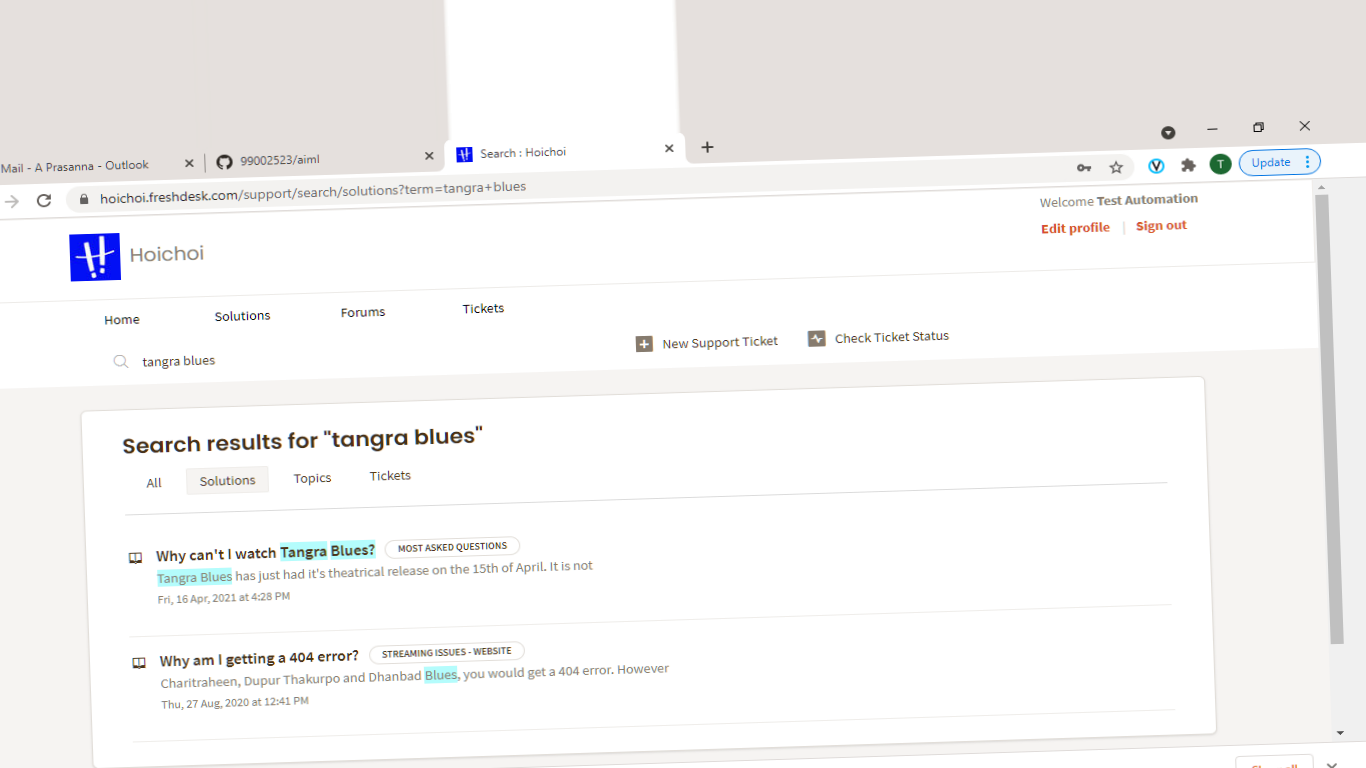 Mail - A Prasanna - Outlook
99002523/aiml
Search : Hoichoi
hoichoi.freshdesk.com/support/search/solutions?term=tangra+blues
T
Update
Welcome Test Automation
Edit profile | Sign out
Hoichoi
Home
Solutions
Forums
Tickets
tangra blues
New Support Ticket
Check Ticket Status
Search results for "tangra blues"
All
Solutions
Topics
Tickets
Why can't I watch Tangra Blues? MOST ASKED QUESTIONS
Tangra Blues has just had it's theatrical release on the 15th of April. It is not
Fri, 16 Apr, 2021 at 4:28 PM
Why am I getting a 404 error? STREAMING ISSUES - WEBSITE
Charitraheen, Dupur Thakurpo and Dhanbad Blues, you would get a 404 error. However
Thu, 27 Aug, 2020 at 12:41 PM